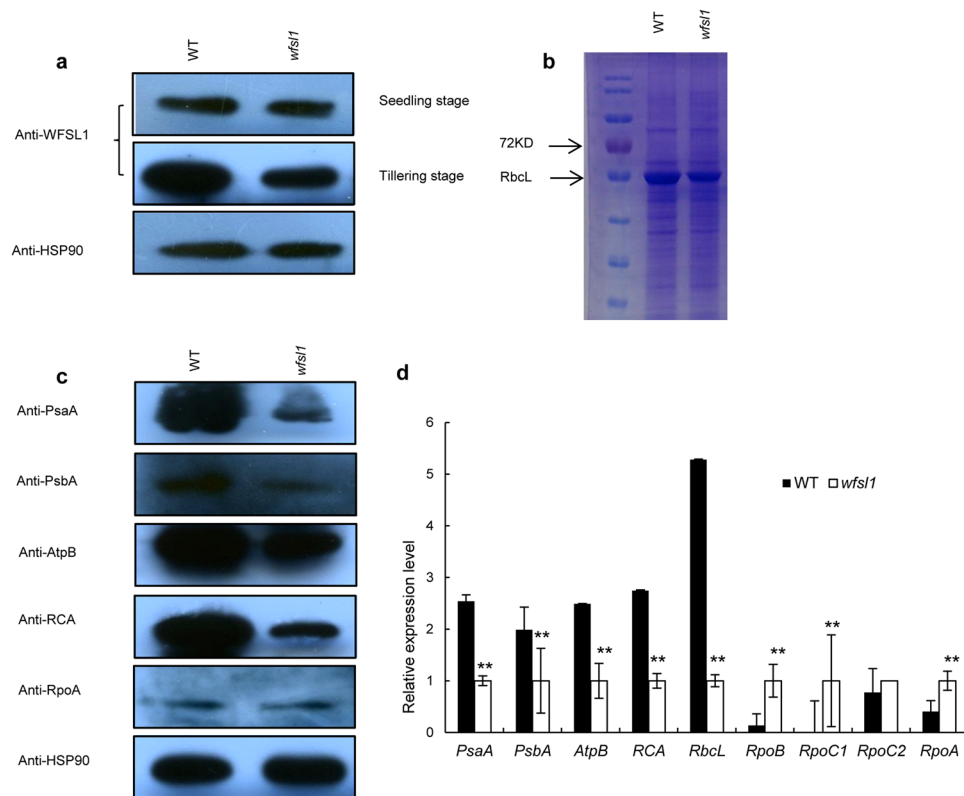 a
WT
wfsl1
Anti-WFSL1
Seedling stage
Tillering stage
Anti-HSP90
b
WT
wfsl1
72KD
RbcL
c
WT
wfsl1
Anti-PsaA
Anti-PsbA
Anti-AtpB
Anti-RCA
Anti-RpoA
Anti-HSP90
d
Relative expression level
6
5
4
3
2
1
0
WT wfsl1
** ** ** ** ** ** ** **
PsaA PsbA AtpB RCA RbcL RpoB RpoC1 RpoC2 RpoA